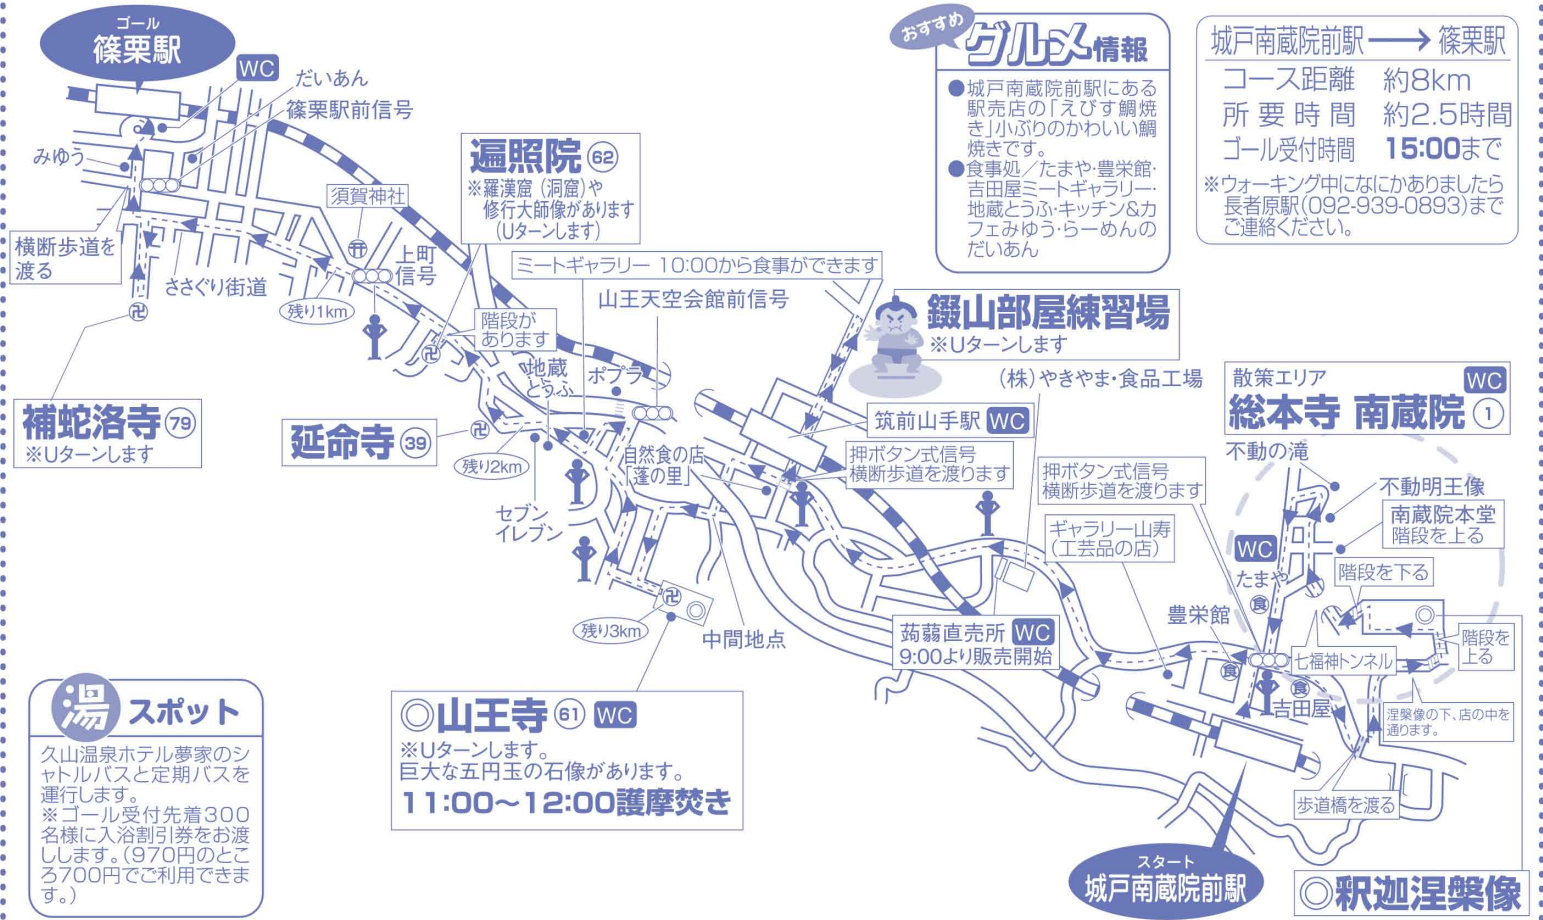 ゴール
篠栗駅
WC
だいあん
篠栗駅前信号
みゆう
横断歩道を
渡る
ささぐり街道
須賀神社
上町
信号
残り1km
遍照院 62
※羅漢窟(洞窟)や
修行大師像があります
(Uターンします)
階段が
あります
補蛇洛寺 79
※Uターンします
延命寺 39
残り2km
地蔵
とうふ
ポプラ
ミートギャラリー 10:00から食事ができます
山王天空会館前信号
セブン
イレブン
自然食の店
「蓬の里」
残り3km
中間地点
◎山王寺 61 WC
※Uターンします。
巨大な五円玉の石像があります。
11:00〜12:00護摩焚き
湯 スポット
久山温泉ホテル夢家のシ
ャトルバスと定期バスを
運行します。
※ゴール受付先着300
名様に入浴割引券をお渡
しします。(970円のとこ
ろ700円でご利用できま
す。)
おすすめ
グルメ情報
●城戸南蔵院前駅にある
駅売店の「えびす鯛焼
き」小ぶりのかわいい鯛
焼きです。
●食事処/たまや・豊栄館・
吉田屋ミートギャラリー・
地蔵とうふ・キッチン&カ
フェみゆう・らーめんの
だいあん
城戸南蔵院前駅→篠栗駅
コース距離 約8km
所要時間 約2.5時間
ゴール受付時間 15:00まで
※ウォーキング中になにかありましたら
長者原駅(092-939-0893)まで
ご連絡ください。
錣山部屋練習場
※Uターンします
(株)やきやま・食品工場
筑前山手駅 WC
押ボタン式信号
横断歩道を渡ります
押ボタン式信号
横断歩道を渡ります
ギャラリー山寿
(工芸品の店)
蒟蒻直売所 WC
9:00より販売開始
散策エリア WC
総本寺 南蔵院 1
不動の滝
不動明王像
南蔵院本堂
階段を上る
WC
たまや
食
階段を下る
豊栄館
食
七福神トンネル
階段を
上る
食
吉田屋
涅槃像の下、店の中を
通ります。
歩道橋を渡る
スタート
城戸南蔵院前駅
◎釈迦涅槃像